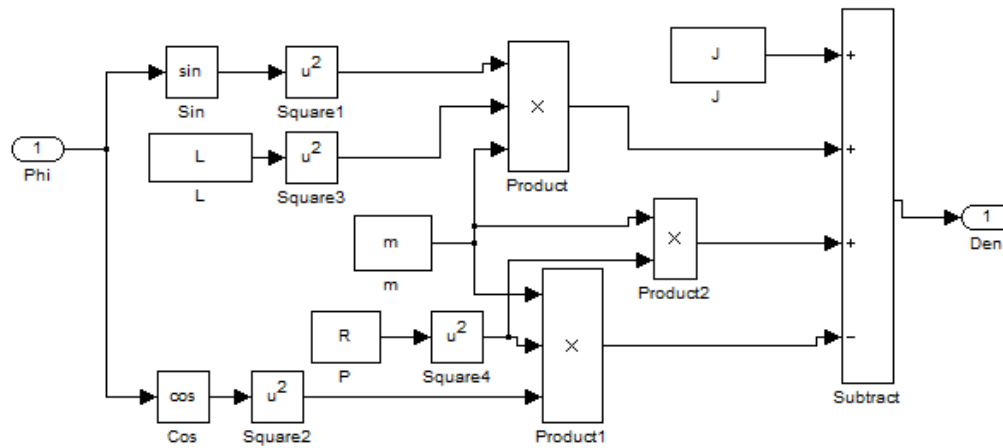 J
J
+
sin
Sin
u²
Square1
×
Product
1
Phi
L
L
u²
Square3
+
m
m
×
Product2
+
1
Den
R
P
u²
Square4
×
Product1
−
Subtract
cos
Cos
u²
Square2